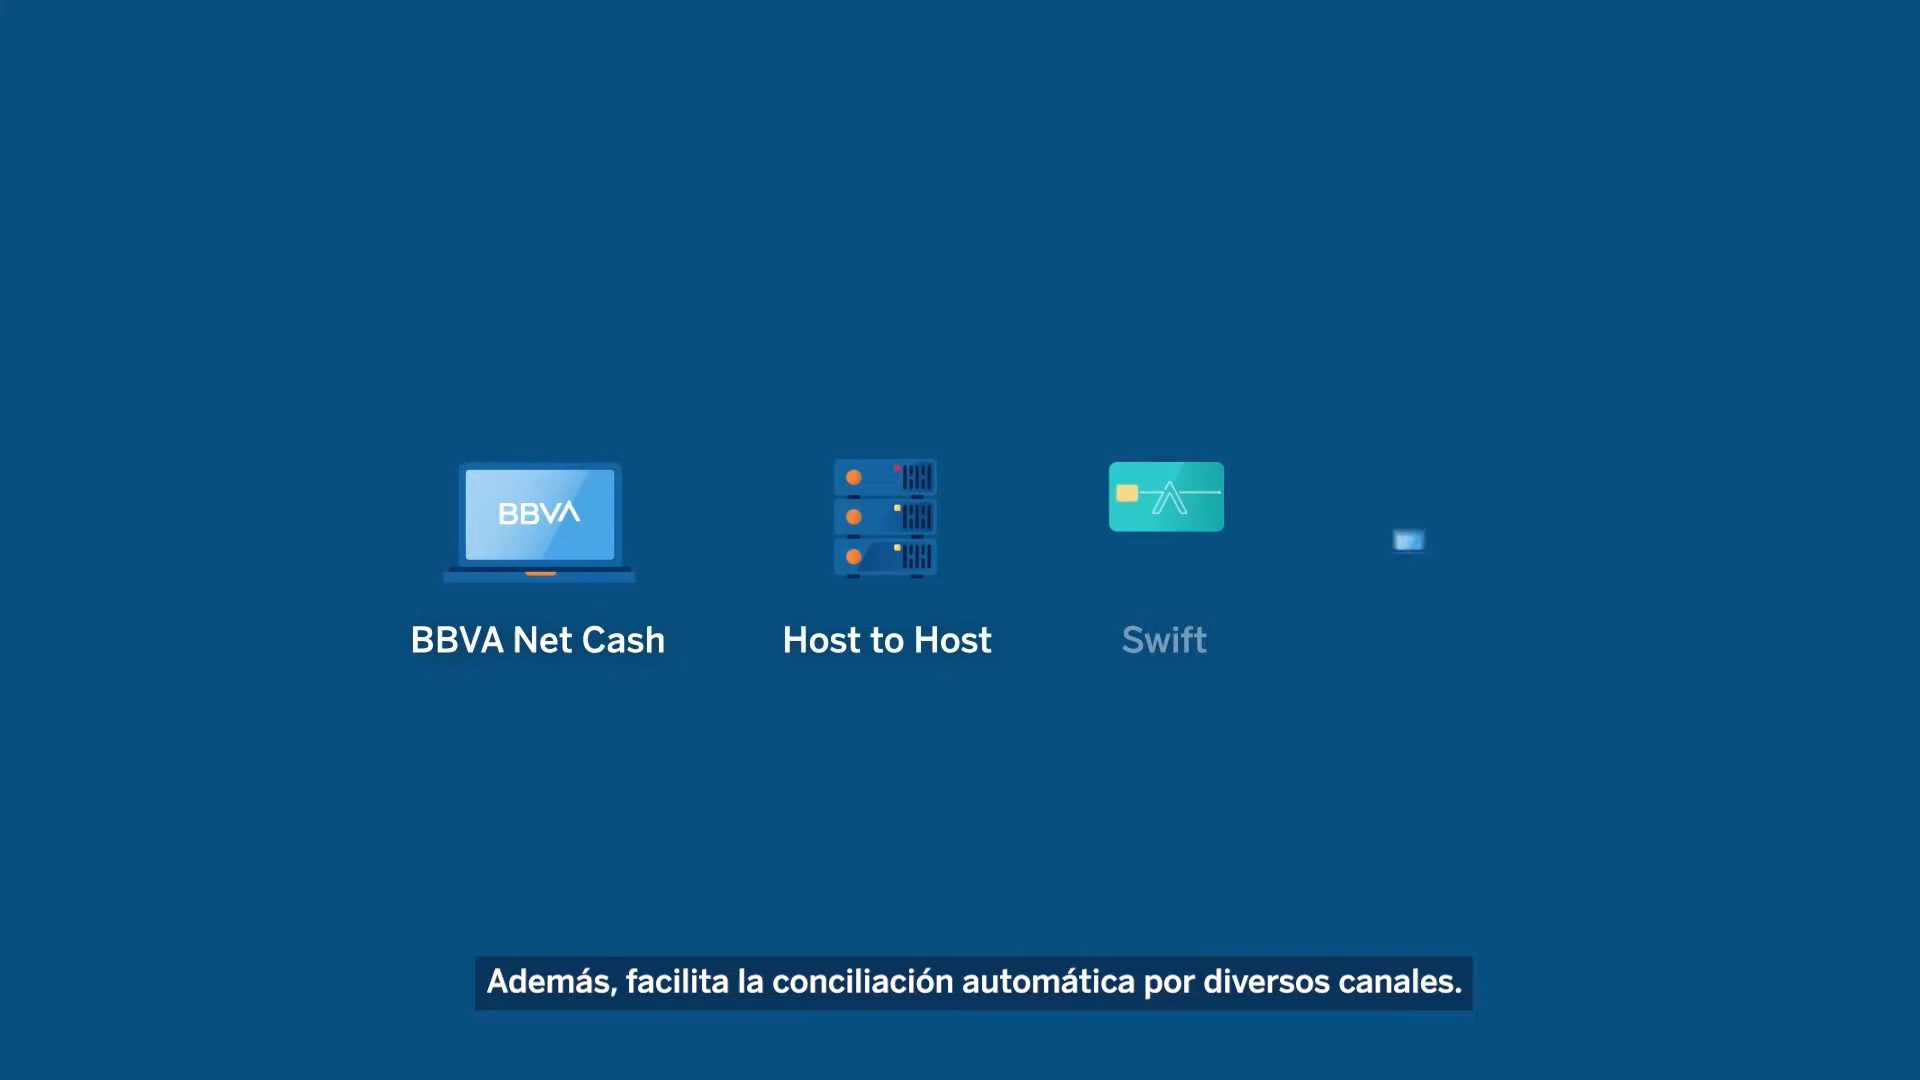 BBVA
BBVA Net Cash
Host to Host
Swift
Además, facilita la conciliación automática por diversos canales.